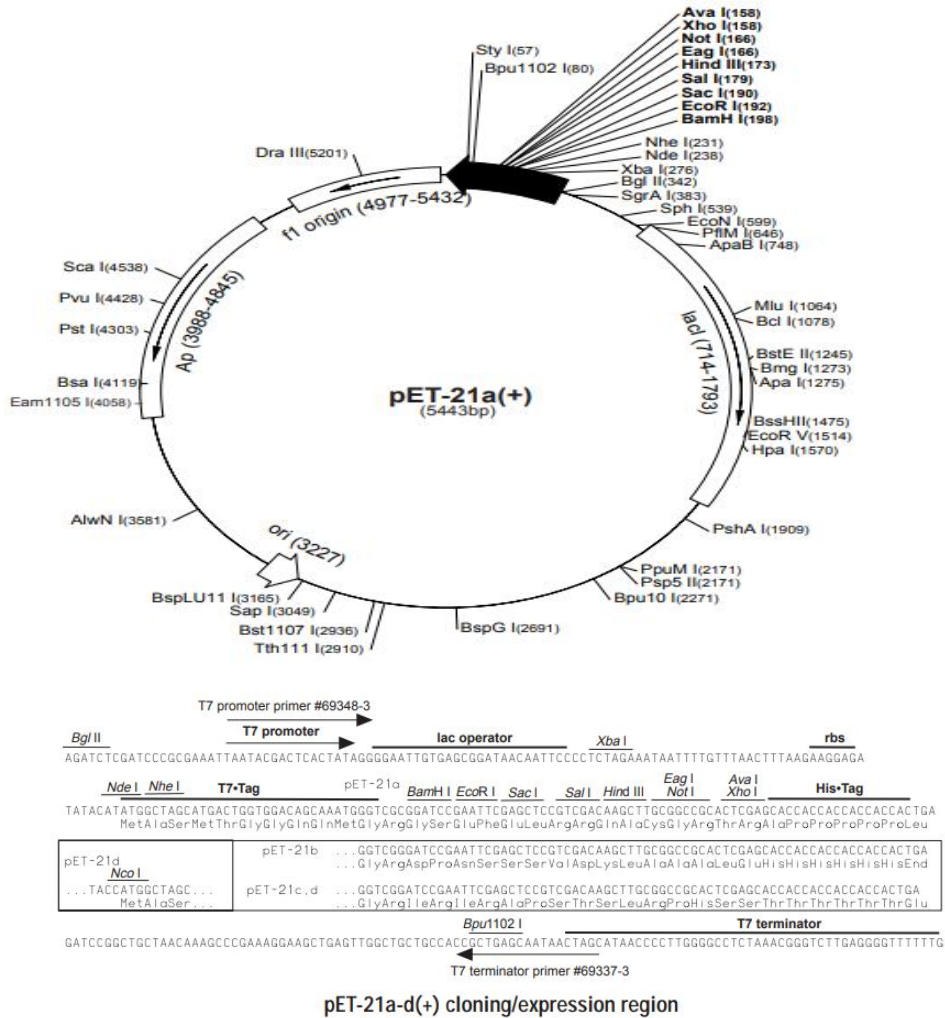 Ava I(158)
Xho I(158)
Not I(166)
Eag I(166)
Hind III(173)
Sal I(179)
Sac I(190)
EcoR I(192)
BamH I(198)
Sty I(57)
Bpu1102 I(80)
Nhe I(231)
Nde I(238)
Xba I(276)
Bgl II(342)
SgrA I(383)
Sph I(539)
EcoN I(599)
PflM I(646)
ApaB I(748)
Dra III(5201)
f1 origin (4977-5432)
Sca I(4538)
Pvu I(4428)
Pst I(4303)
Ap (3988-4845)
Bsa I(4119)
Eam1105 I(4058)
lacI (714-1793)
Mlu I(1064)
Bcl I(1078)
BstE II(1245)
Bmg I(1273)
Apa I(1275)
BssHII(1475)
EcoR V(1514)
Hpa I(1570)
pET-21a(+)
(5443bp)
AlwN I(3581)
ori (3227)
PshA I(1909)
PpuM I(2171)
Psp5 II(2171)
Bpu10 I(2271)
BspLU11 I(3165)
Sap I(3049)
Bst1107 I(2936)
Tth111 I(2910)
BspG I(2691)
T7 promoter primer #69348-3
Bgl II T7 promoter lac operator Xba I rbs
AGATCTCGATCCCGCGAAATTAATACGACTCACTATAGGGGAATTGTGAGCGGATAACAATTCCCCTCTAGAAATAATTTTGTTTAACTTTAAGAAGGAGA
Nde I Nhe I T7•Tag pET-21a BamH I EcoR I Sac I Sal I Hind III Eag I Not I Ava I Xho I His•Tag
TATACATATGGCTAGCATGACTGGTGGACAGCAAATGGGTCGCGGATCCGAATTCGAGCTCCGTCGACAAGCTTGCGGCCGCACTCGAGCACCACCACCACCACCACTGA
MetAlaSerMetThrGlyGlyGlnGlnMetGlyArgGlySerGluPheGluLeuArgArgGlnAlaCysGlyArgThrArgAlaProProProProProLeu
pET-21b ...GGTCGGGATCCGAATTCGAGCTCCGTCGACAAGCTTGCGGCCGCACTCGAGCACCACCACCACCACCACTGA
GlyArgAspProAsnSerSerSerValAspLysLeuAlaAlaAlaLeuGluHisHisHisHisHisHisEnd
pET-21d
Nco I
...TACCATGGCTAGC...
MetAlaSer...
pET-21c,d ...GGTCGGATCCGAATTCGAGCTCCGTCGACAAGCTTGCGGCCGCACTCGAGCACCACCACCACCACCACTGA
GlyArgIleArgIleArgAlaProSerThrSerLeuArgProHisSerSerThrThrThrThrThrThrGlu
Bpu1102 I T7 terminator
GATCCGGCTGCTAACAAAGCCCGAAAGGAAGCTGAGTTGGCTGCTGCCACCGCTGAGCAATAACTAGCATAACCCCTTGGGGCCTCTAAACGGGTCTTGAGGGGTTTTTTG
T7 terminator primer #69337-3
pET-21a-d(+) cloning/expression region